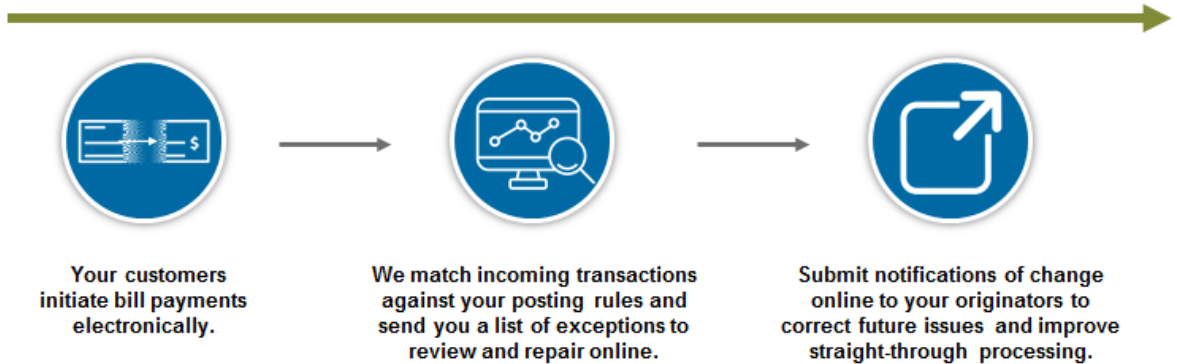 $
Your customers
initiate bill payments
electronically.
We match incoming transactions
against your posting rules and
send you a list of exceptions to
review and repair online.
Submit notifications of change
online to your originators to
correct future issues and improve
straight-through processing.